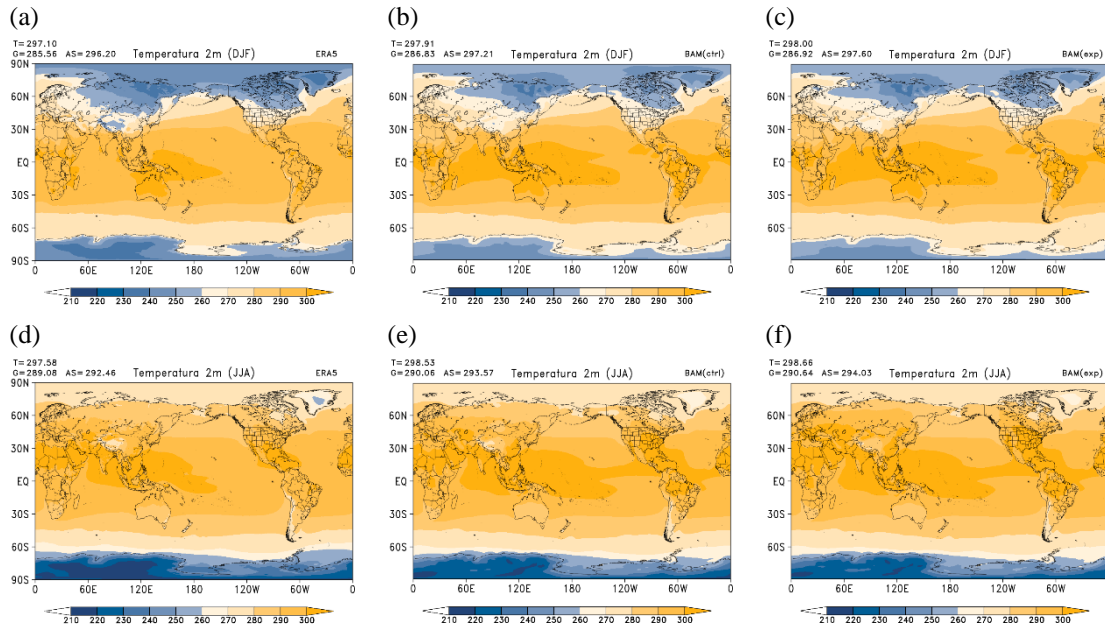 (a)
(b)
(c)
T=297.10
G=285.56 AS=296.20 Temperatura 2m (DJF) ERA5
T=297.91
G=286.83 AS=297.21 Temperatura 2m (DJF) BAM(ctrl)
T=298.00
G=286.92 AS=297.60 Temperatura 2m (DJF) BAM(exp)
90N
60N
30N
EQ
30S
60S
90S
0 60E 120E 180 120W 60W 0
210 220 230 240 250 260 270 280 290 300
90N
60N
30N
EQ
30S
60S
90S
0 60E 120E 180 120W 60W 0
210 220 230 240 250 260 270 280 290 300
90N
60N
30N
EQ
30S
60S
90S
0 60E 120E 180 120W 60W 0
210 220 230 240 250 260 270 280 290 300
(d)
(e)
(f)
T=297.58
G=289.08 AS=292.46 Temperatura 2m (JJA) ERA5
T=298.53
G=290.06 AS=293.57 Temperatura 2m (JJA) BAM(ctrl)
T=298.66
G=290.64 AS=294.03 Temperatura 2m (JJA) BAM(exp)
90N
60N
30N
EQ
30S
60S
90S
0 60E 120E 180 120W 60W 0
210 220 230 240 250 260 270 280 290 300
90N
60N
30N
EQ
30S
60S
90S
0 60E 120E 180 120W 60W 0
210 220 230 240 250 260 270 280 290 300
90N
60N
30N
EQ
30S
60S
90S
0 60E 120E 180 120W 60W 0
210 220 230 240 250 260 270 280 290 300